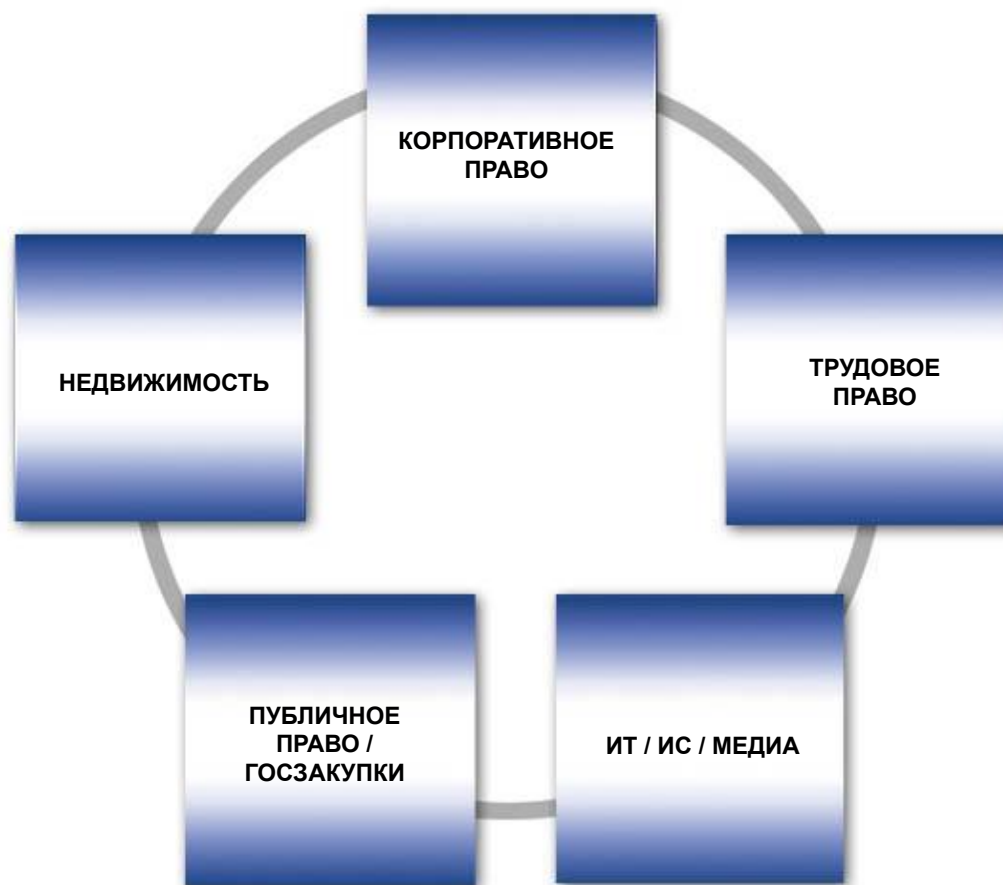 КОРПОРАТИВНОЕ
ПРАВО
НЕДВИЖИМОСТЬ
ТРУДОВОЕ
ПРАВО
ПУБЛИЧНОЕ
ПРАВО /
ГОСЗАКУПКИ
ИТ / ИС / МЕДИА